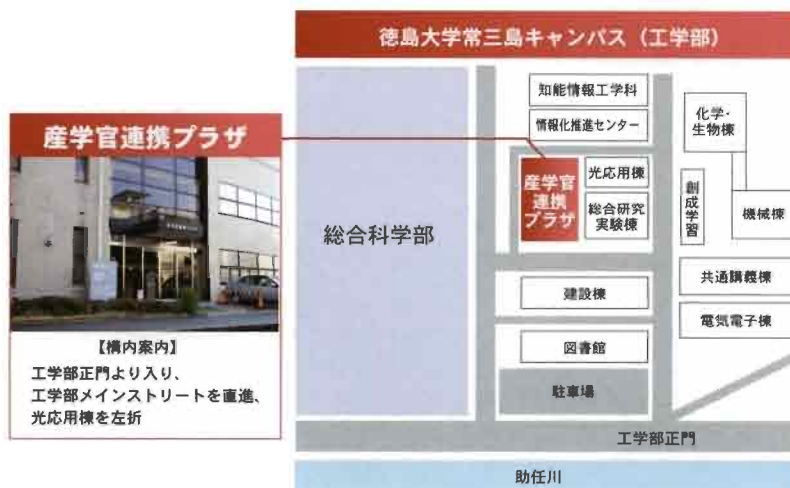 徳島大学常三島キャンパス（工学部）
産学官連携プラザ
【構内案内】
工学部正門より入り、
工学部メインストリートを直進、
光応用棟を左折
総合科学部
知能情報工学科
情報化推進センター
産学官
連携
プラザ
光応用棟
総合研究
実験棟
化学・
生物棟
創成学習
機械棟
建設棟
共通講義棟
図書館
電気電子棟
駐車場
工学部正門
助任川